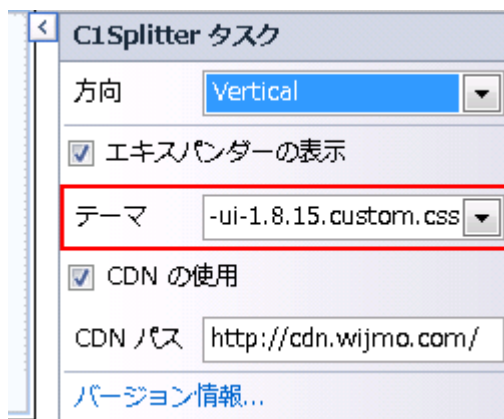 C1Splitter タスク
方向 Vertical
エキスパンダーの表示
テーマ -ui-1.8.15.custom.css
CDN の使用
CDN パス http://cdn.wijmo.com/
バージョン情報...